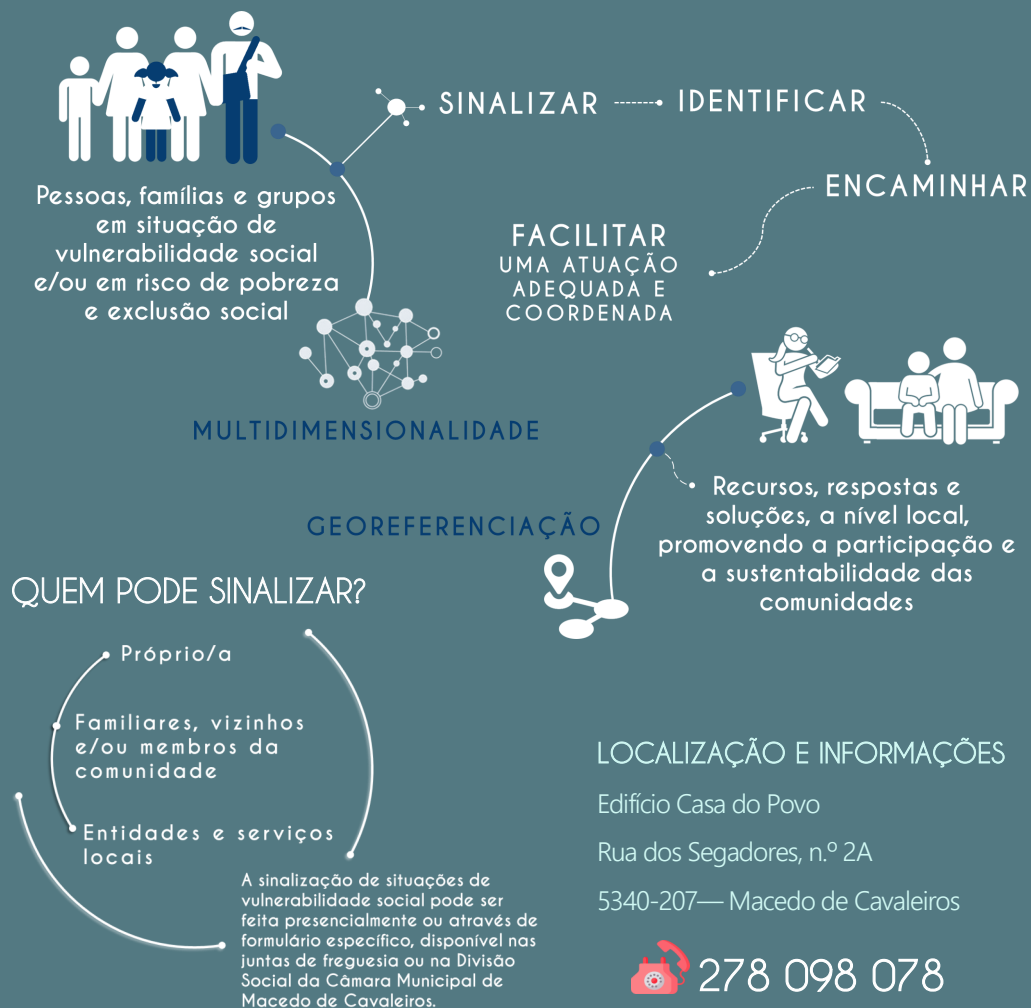 SINALIZAR
IDENTIFICAR
ENCAMINHAR
FACILITAR
UMA ATUAÇÃO
ADEQUADA E
COORDENADA
Pessoas, famílias e grupos
em situação de
vulnerabilidade social
e/ou em risco de pobreza
e exclusão social
MULTIDIMENSIONALIDADE
GEOREFERENCIAÇÃO
Recursos, respostas e
soluções, a nível local,
promovendo a participação e
a sustentabilidade das
comunidades
QUEM PODE SINALIZAR?
Próprio/a
Familiares, vizinhos
e/ou membros da
comunidade
Entidades e serviços
locais
A sinalização de situações de
vulnerabilidade social pode ser
feita presencialmente ou através de
formulário específico, disponível nas
juntas de freguesia ou na Divisão
Social da Câmara Municipal de
Macedo de Cavaleiros.
LOCALIZAÇÃO E INFORMAÇÕES
Edifício Casa do Povo
Rua dos Segadores, n.º 2A
5340-207— Macedo de Cavaleiros
278 098 078